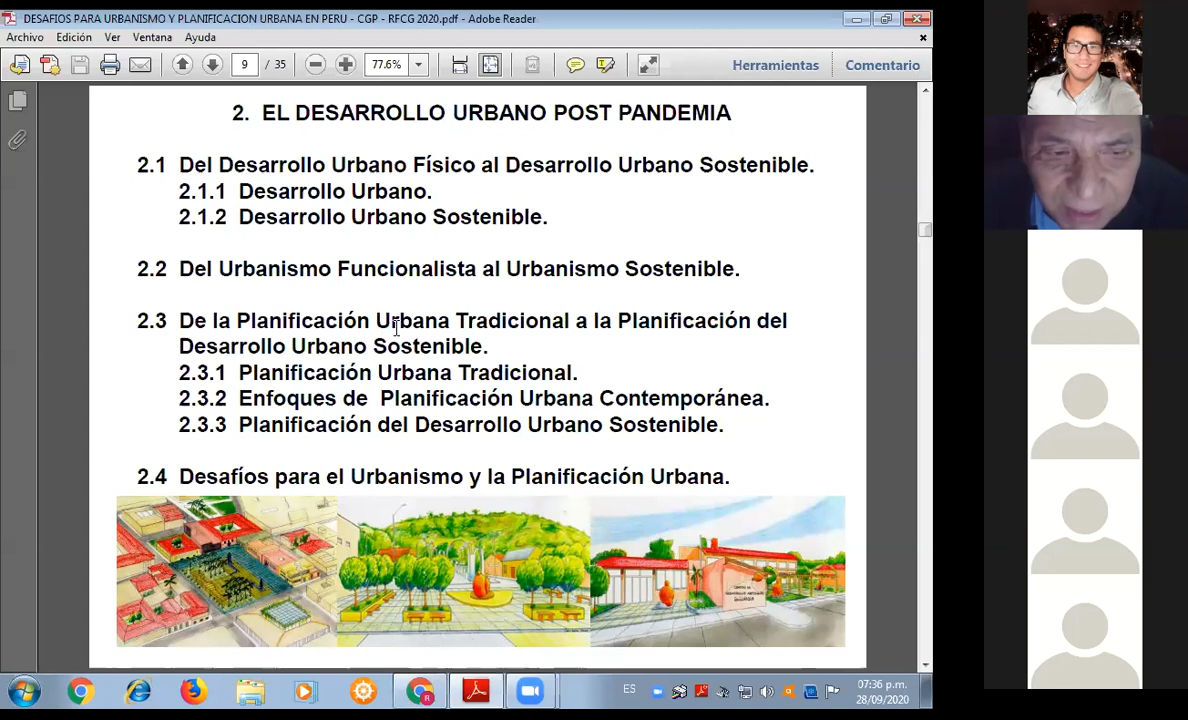 DESAFIOS PARA URBANISMO Y PLANIFICACION URBANA EN PERU - CGP - RFCG 2020.pdf - Adobe Reader
Archivo Edición Ver Ventana Ayuda
9 / 35 77.6% Herramientas Comentario
2. EL DESARROLLO URBANO POST PANDEMIA
2.1 Del Desarrollo Urbano Físico al Desarrollo Urbano Sostenible.
2.1.1 Desarrollo Urbano.
2.1.2 Desarrollo Urbano Sostenible.
2.2 Del Urbanismo Funcionalista al Urbanismo Sostenible.
2.3 De la Planificación Urbana Tradicional a la Planificación del
Desarrollo Urbano Sostenible.
2.3.1 Planificación Urbana Tradicional.
2.3.2 Enfoques de Planificación Urbana Contemporánea.
2.3.3 Planificación del Desarrollo Urbano Sostenible.
2.4 Desafíos para el Urbanismo y la Planificación Urbana.
ES
07:36 p.m.
28/09/2020